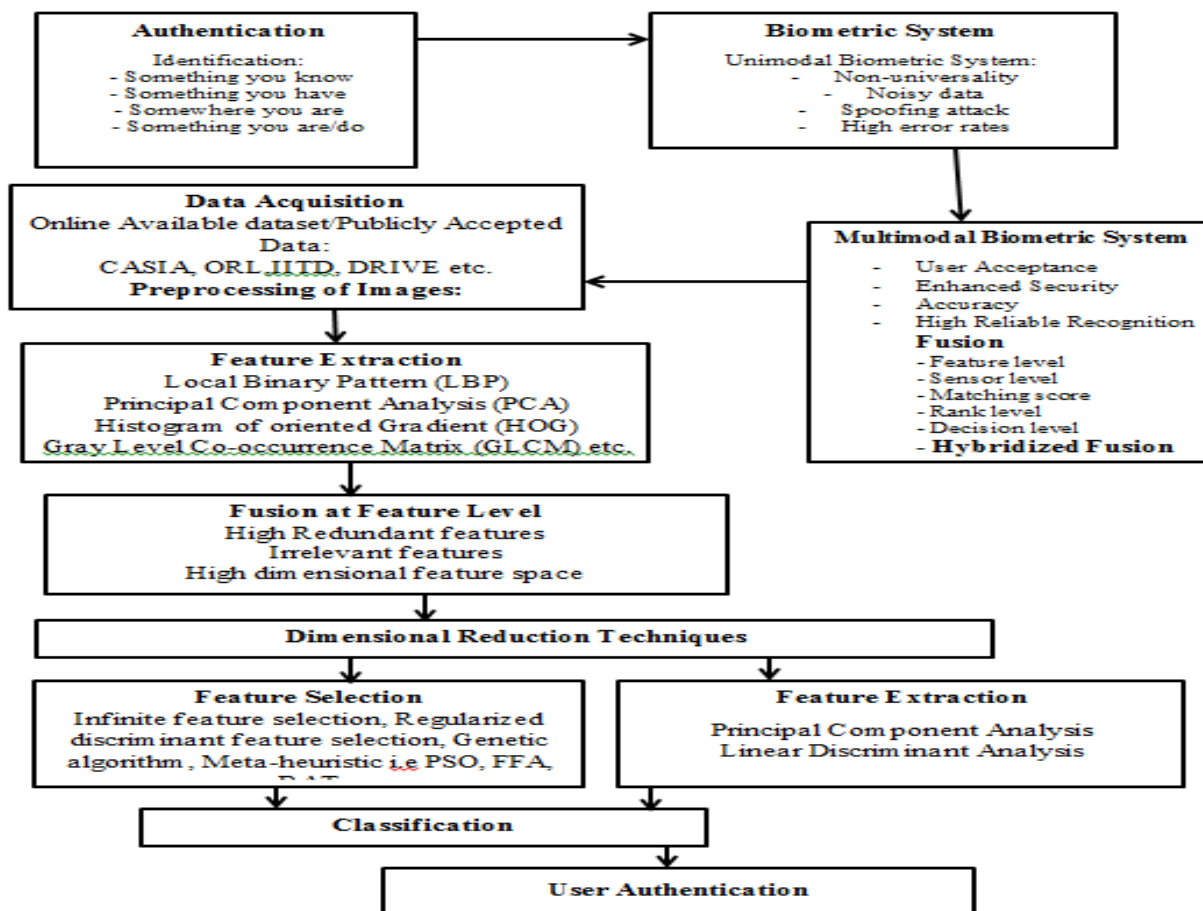 Authentication
Identification:
- Something you know
- Something you have
- Somewhere you are
- Something you are/do
Biometric System
Unimodal Biometric System:
- Non-universality
- Noisy data
- Spoofing attack
- High error rates
Multimodal Biometric System
- User Acceptance
- Enhanced Security
- Accuracy
- High Reliable Recognition
Fusion
- Feature level
- Sensor level
- Matching score
- Rank level
- Decision level
- Hybridized Fusion
Data Acquisition
Online Available dataset/Publicly Accepted
Data:
CASIA, ORL,IITD, DRIVE etc.
Preprocessing of Images:
Feature Extraction
Local Binary Pattern (LBP)
Principal Component Analysis (PCA)
Histogram of oriented Gradient (HOG)
Gray Level Co-occurrence Matrix (GLCM) etc.
Fusion at Feature Level
High Redundant features
Irrelevant features
High dimensional feature space
Dimensional Reduction Techniques
Feature Selection
Infinite feature selection, Regularized
discriminant feature selection, Genetic
algorithm, Meta-heuristic i.e PSO, FFA,
Feature Extraction
Principal Component Analysis
Linear Discriminant Analysis
Classification
User Authentication